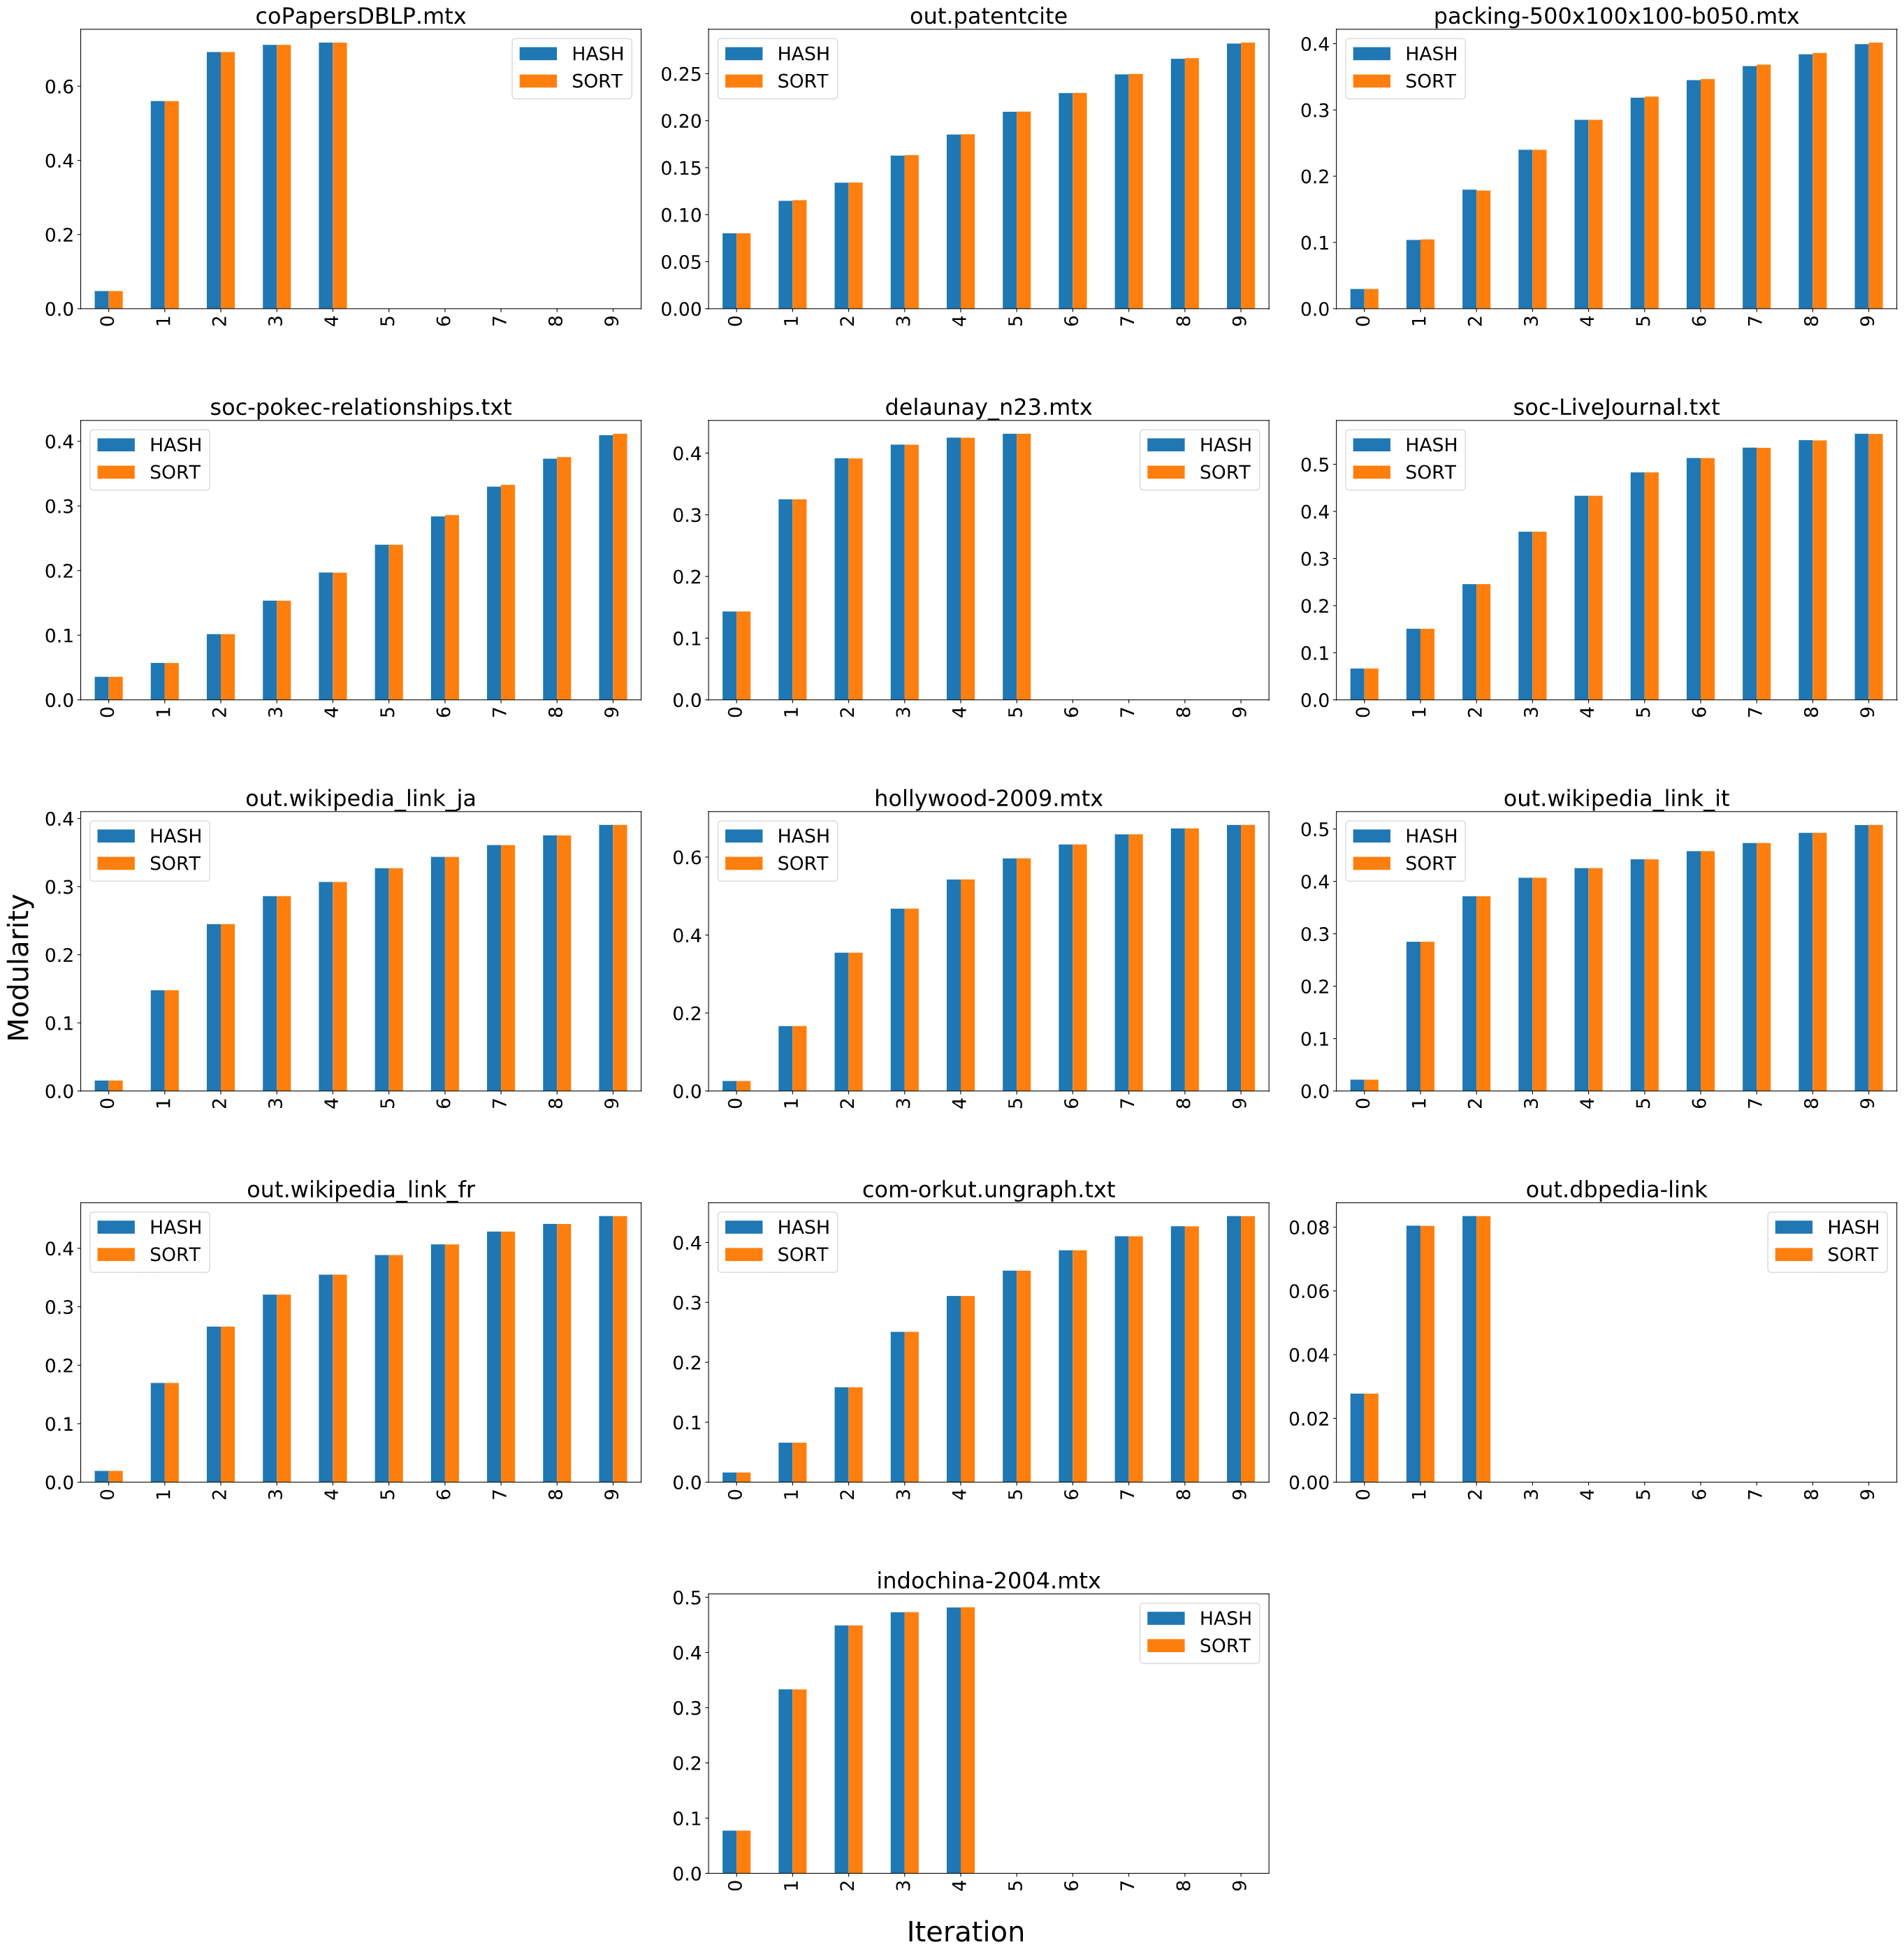 coPapersDBLP.mtx
HASH
SORT
0.6
0.4
0.2
0.0
0 1 2 3 4 5 6 7 8 9
out.patentcite
HASH
SORT
0.25
0.20
0.15
0.10
0.05
0.00
0 1 2 3 4 5 6 7 8 9
packing-500x100x100-b050.mtx
HASH
SORT
0.4
0.3
0.2
0.1
0.0
0 1 2 3 4 5 6 7 8 9
soc-pokec-relationships.txt
HASH
SORT
0.4
0.3
0.2
0.1
0.0
0 1 2 3 4 5 6 7 8 9
delaunay_n23.mtx
HASH
SORT
0.4
0.3
0.2
0.1
0.0
0 1 2 3 4 5 6 7 8 9
soc-LiveJournal.txt
HASH
SORT
0.5
0.4
0.3
0.2
0.1
0.0
0 1 2 3 4 5 6 7 8 9
Modularity
out.wikipedia_link_ja
HASH
SORT
0.4
0.3
0.2
0.1
0.0
0 1 2 3 4 5 6 7 8 9
hollywood-2009.mtx
HASH
SORT
0.6
0.4
0.2
0.0
0 1 2 3 4 5 6 7 8 9
out.wikipedia_link_it
HASH
SORT
0.5
0.4
0.3
0.2
0.1
0.0
0 1 2 3 4 5 6 7 8 9
out.wikipedia_link_fr
HASH
SORT
0.4
0.3
0.2
0.1
0.0
0 1 2 3 4 5 6 7 8 9
com-orkut.ungraph.txt
HASH
SORT
0.4
0.3
0.2
0.1
0.0
0 1 2 3 4 5 6 7 8 9
out.dbpedia-link
HASH
SORT
0.08
0.06
0.04
0.02
0.00
0 1 2 3 4 5 6 7 8 9
indochina-2004.mtx
HASH
SORT
0.5
0.4
0.3
0.2
0.1
0.0
0 1 2 3 4 5 6 7 8 9
Iteration